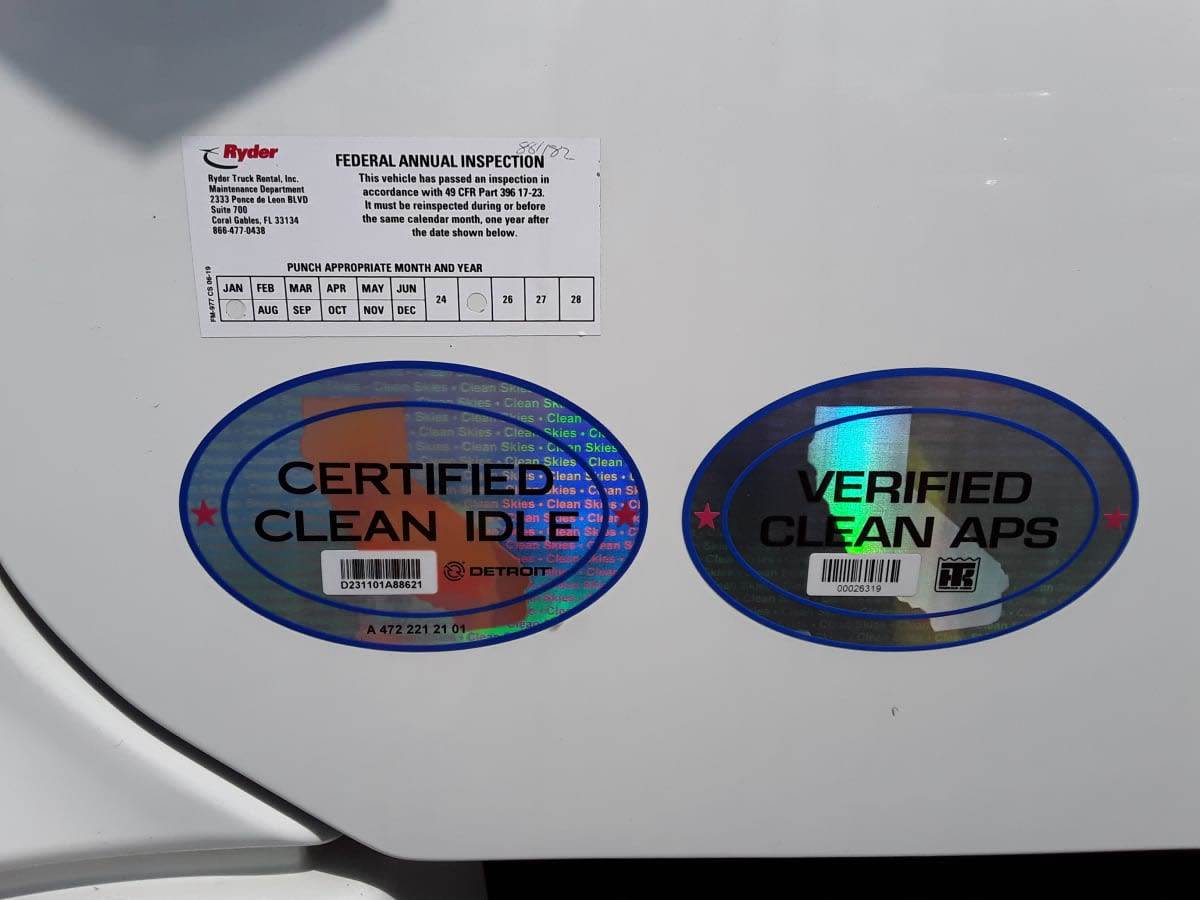 Ryder
Ryder Truck Rental, Inc.
Maintenance Department
2333 Ponce de Leon BLVD
Suite 700
Coral Gables, FL 33134
866-477-0438
FEDERAL ANNUAL INSPECTION
This vehicle has passed an inspection in
accordance with 49 CFR Part 396 17-23.
It must be reinspected during or before
the same calendar month, one year after
the date shown below.
PUNCH APPROPRIATE MONTH AND YEAR
FM-977 CS 06-19
JAN FEB MAR APR MAY JUN 24 26 27 28
AUG SEP OCT NOV DEC
CERTIFIED
CLEAN IDLE
D231101A88621
DETROIT
A 472 221 21 01
Clean Skies • Clean Skies
VERIFIED
CLEAN APS
00026319